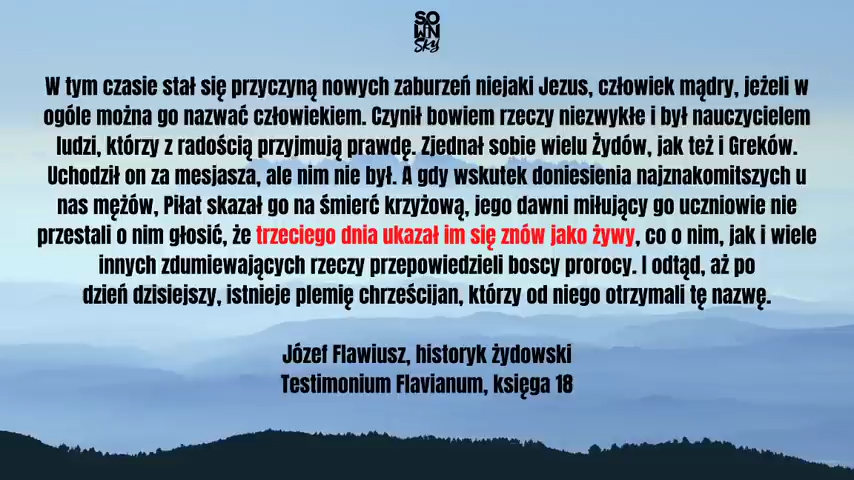 SO
WN
Sky
W tym czasie stał się przyczyną nowych zaburzeń niejaki Jezus, człowiek mądry, jeżeli w
ogóle można go nazwać człowiekiem. Czynił bowiem rzeczy niezwykłe i był nauczycielem
ludzi, którzy z radością przyjmują prawdę. Zjednał sobie wielu Żydów, jak też i Greków.
Uchodził on za mesjasza, ale nim nie był. A gdy wskutek doniesienia najznakomitszych u
nas mężów, Piłat skazał go na śmierć krzyżową, jego dawni miłujący go uczniowie nie
przestali o nim głosić, że trzeciego dnia ukazał im się znów jako żywy, co o nim, jak i wiele
innych zdumiewających rzeczy przepowiedzieli boscy prorocy. I odtąd, aż po
dzień dzisiejszy, istnieje plemię chrześcijan, którzy od niego otrzymali tę nazwę.
Józef Flawiusz, historyk żydowski
Testimonium Flavianum, księga 18